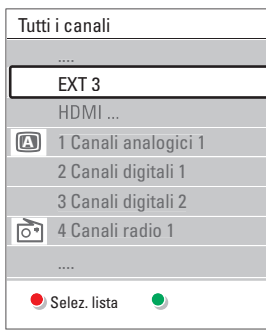 Tutti i canali
....
EXT 3
HDMI ...
A 1 Canali analogici 1
2 Canali digitali 1
3 Canali digitali 2
4 Canali radio 1
....
Selez. lista